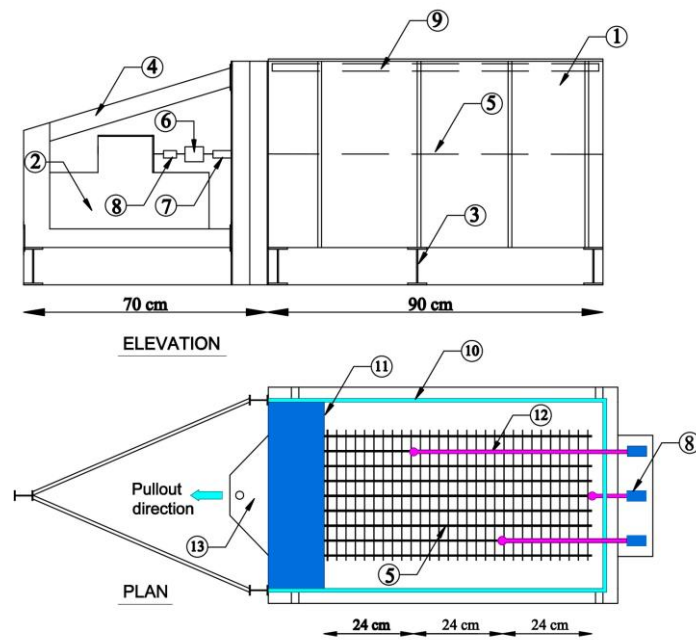 ⑨
①
④
⑤
⑥
②
⑧
⑦
③
70 cm
90 cm
ELEVATION
⑪
⑩
⑫
⑧
Pullout
direction
⑬
⑤
PLAN
24 cm
24 cm
24 cm